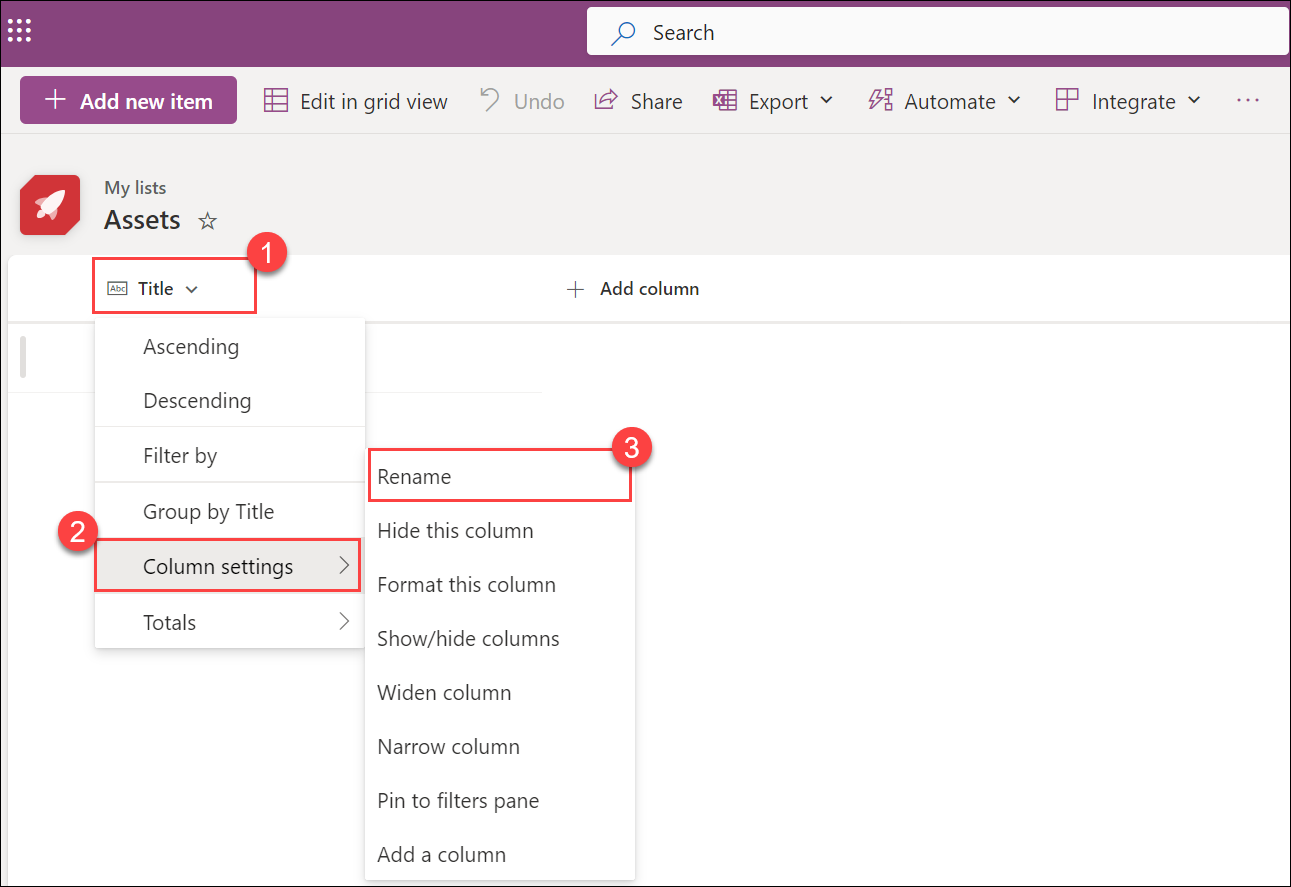 Search
Add new item Edit in grid view Undo Share Export Automate Integrate ...
My lists
Assets
1
Abc Title Add column
Ascending
Descending
Filter by
3
Rename
Group by Title
2
Hide this column
Column settings
Format this column
Totals
Show/hide columns
Widen column
Narrow column
Pin to filters pane
Add a column